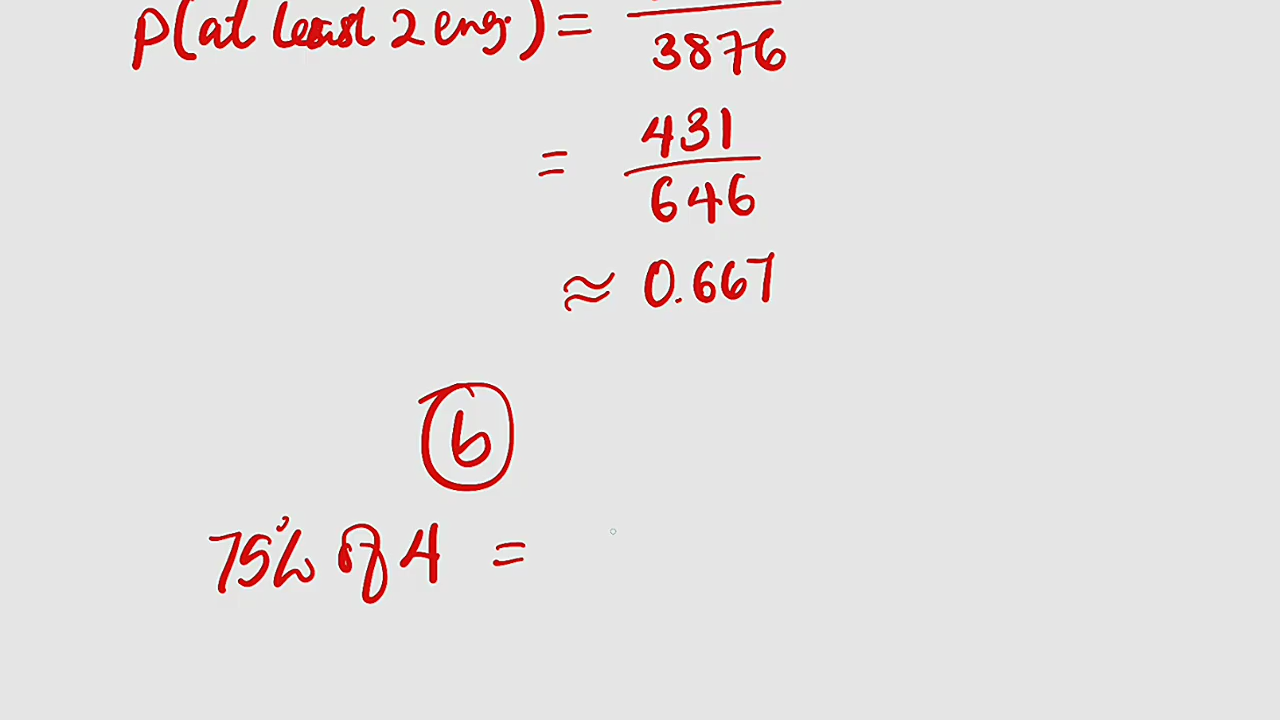 P(at least 2 eng.) =
3876
= 431
646
≈ 0.667
b
75% of 4 =